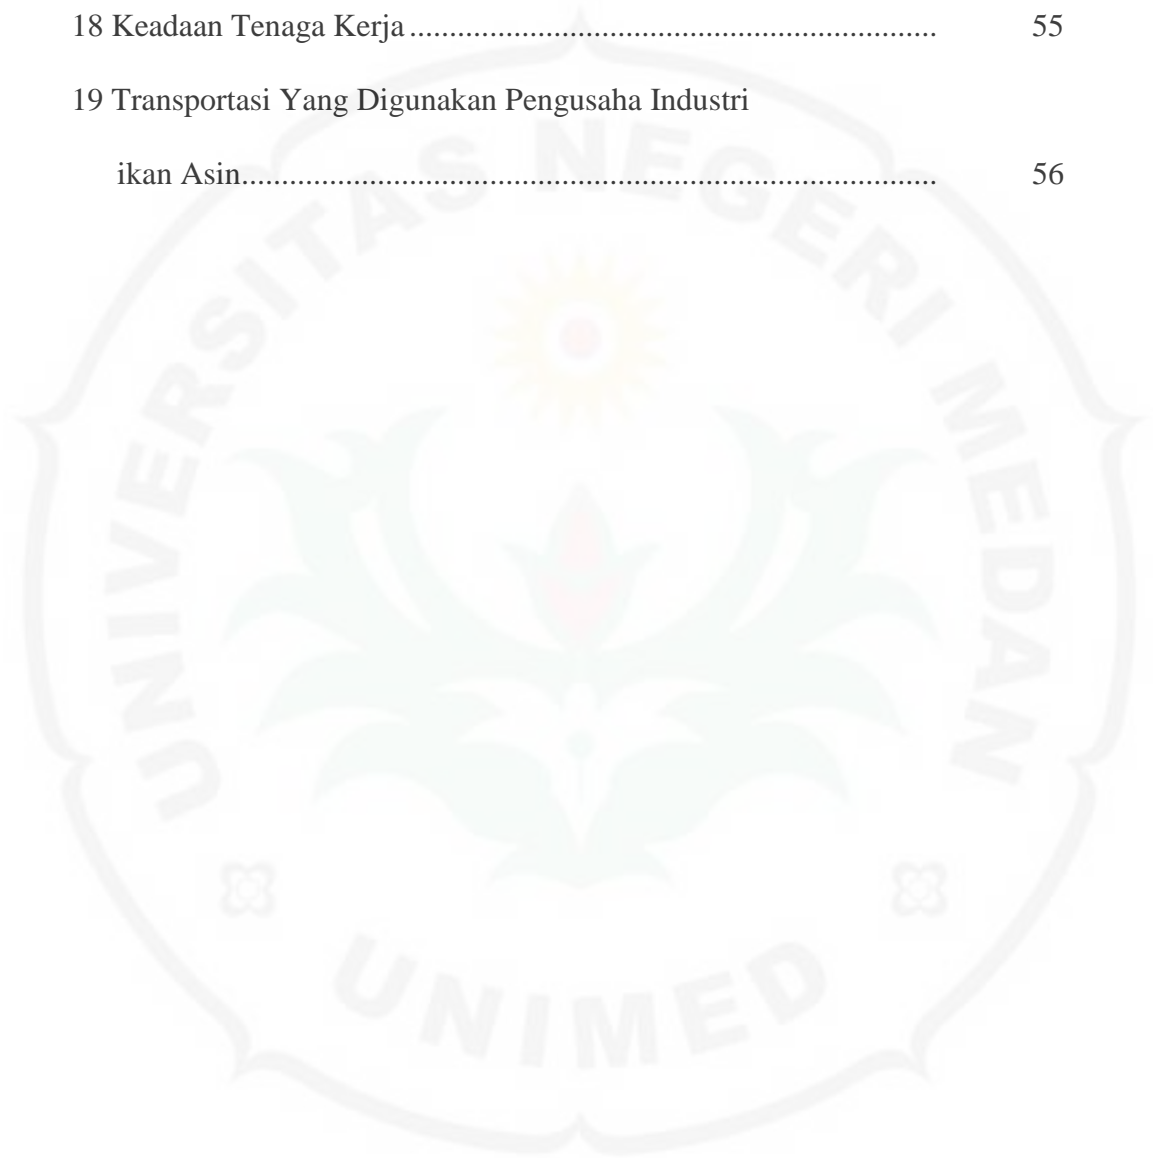 18 Keadaan Tenaga Kerja ................................................................. 55
19 Transportasi Yang Digunakan Pengusaha Industri
ikan Asin...................................................................................... 56
UNIVERSITAS NEGERI MEDAN
UNIMED